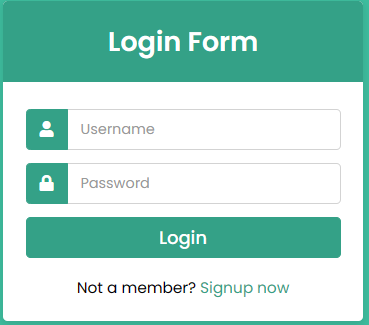 Login Form
Username
Password
Login
Not a member? Signup now